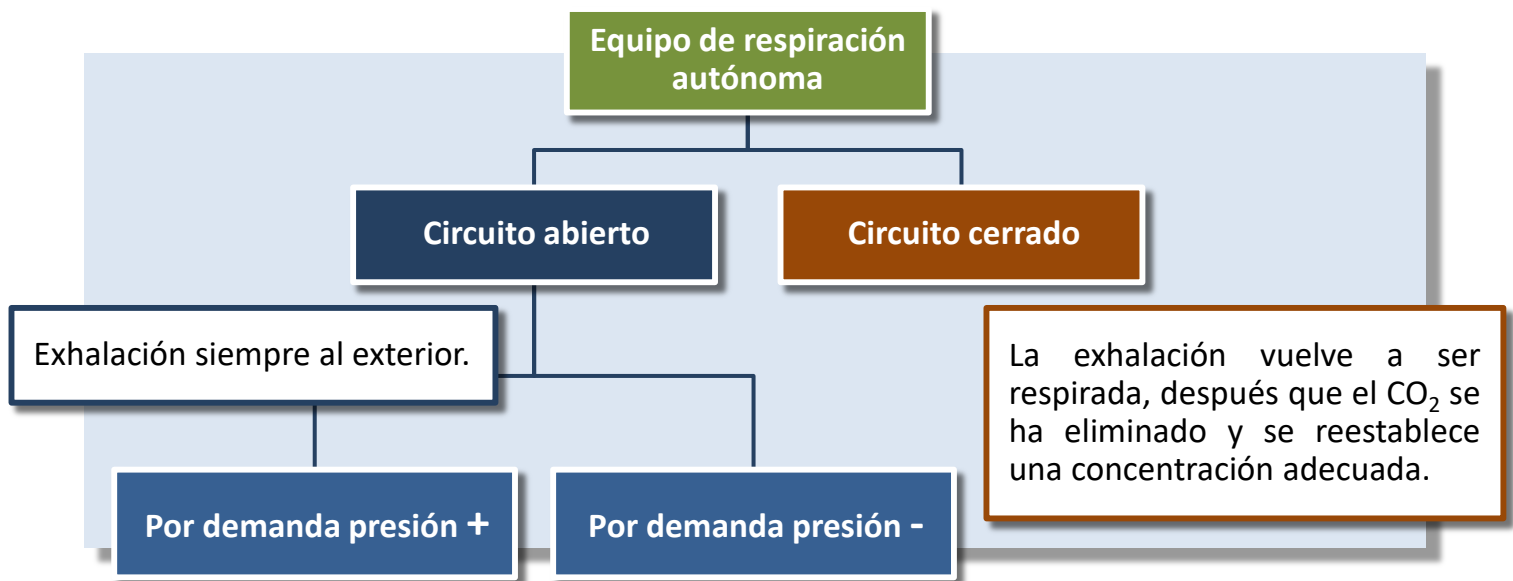 Equipo de respiración
autónoma
Circuito abierto
Circuito cerrado
Exhalación siempre al exterior.
La exhalación vuelve a ser
respirada, después que el CO₂ se
ha eliminado y se reestablece
una concentración adecuada.
Por demanda presión +
Por demanda presión -